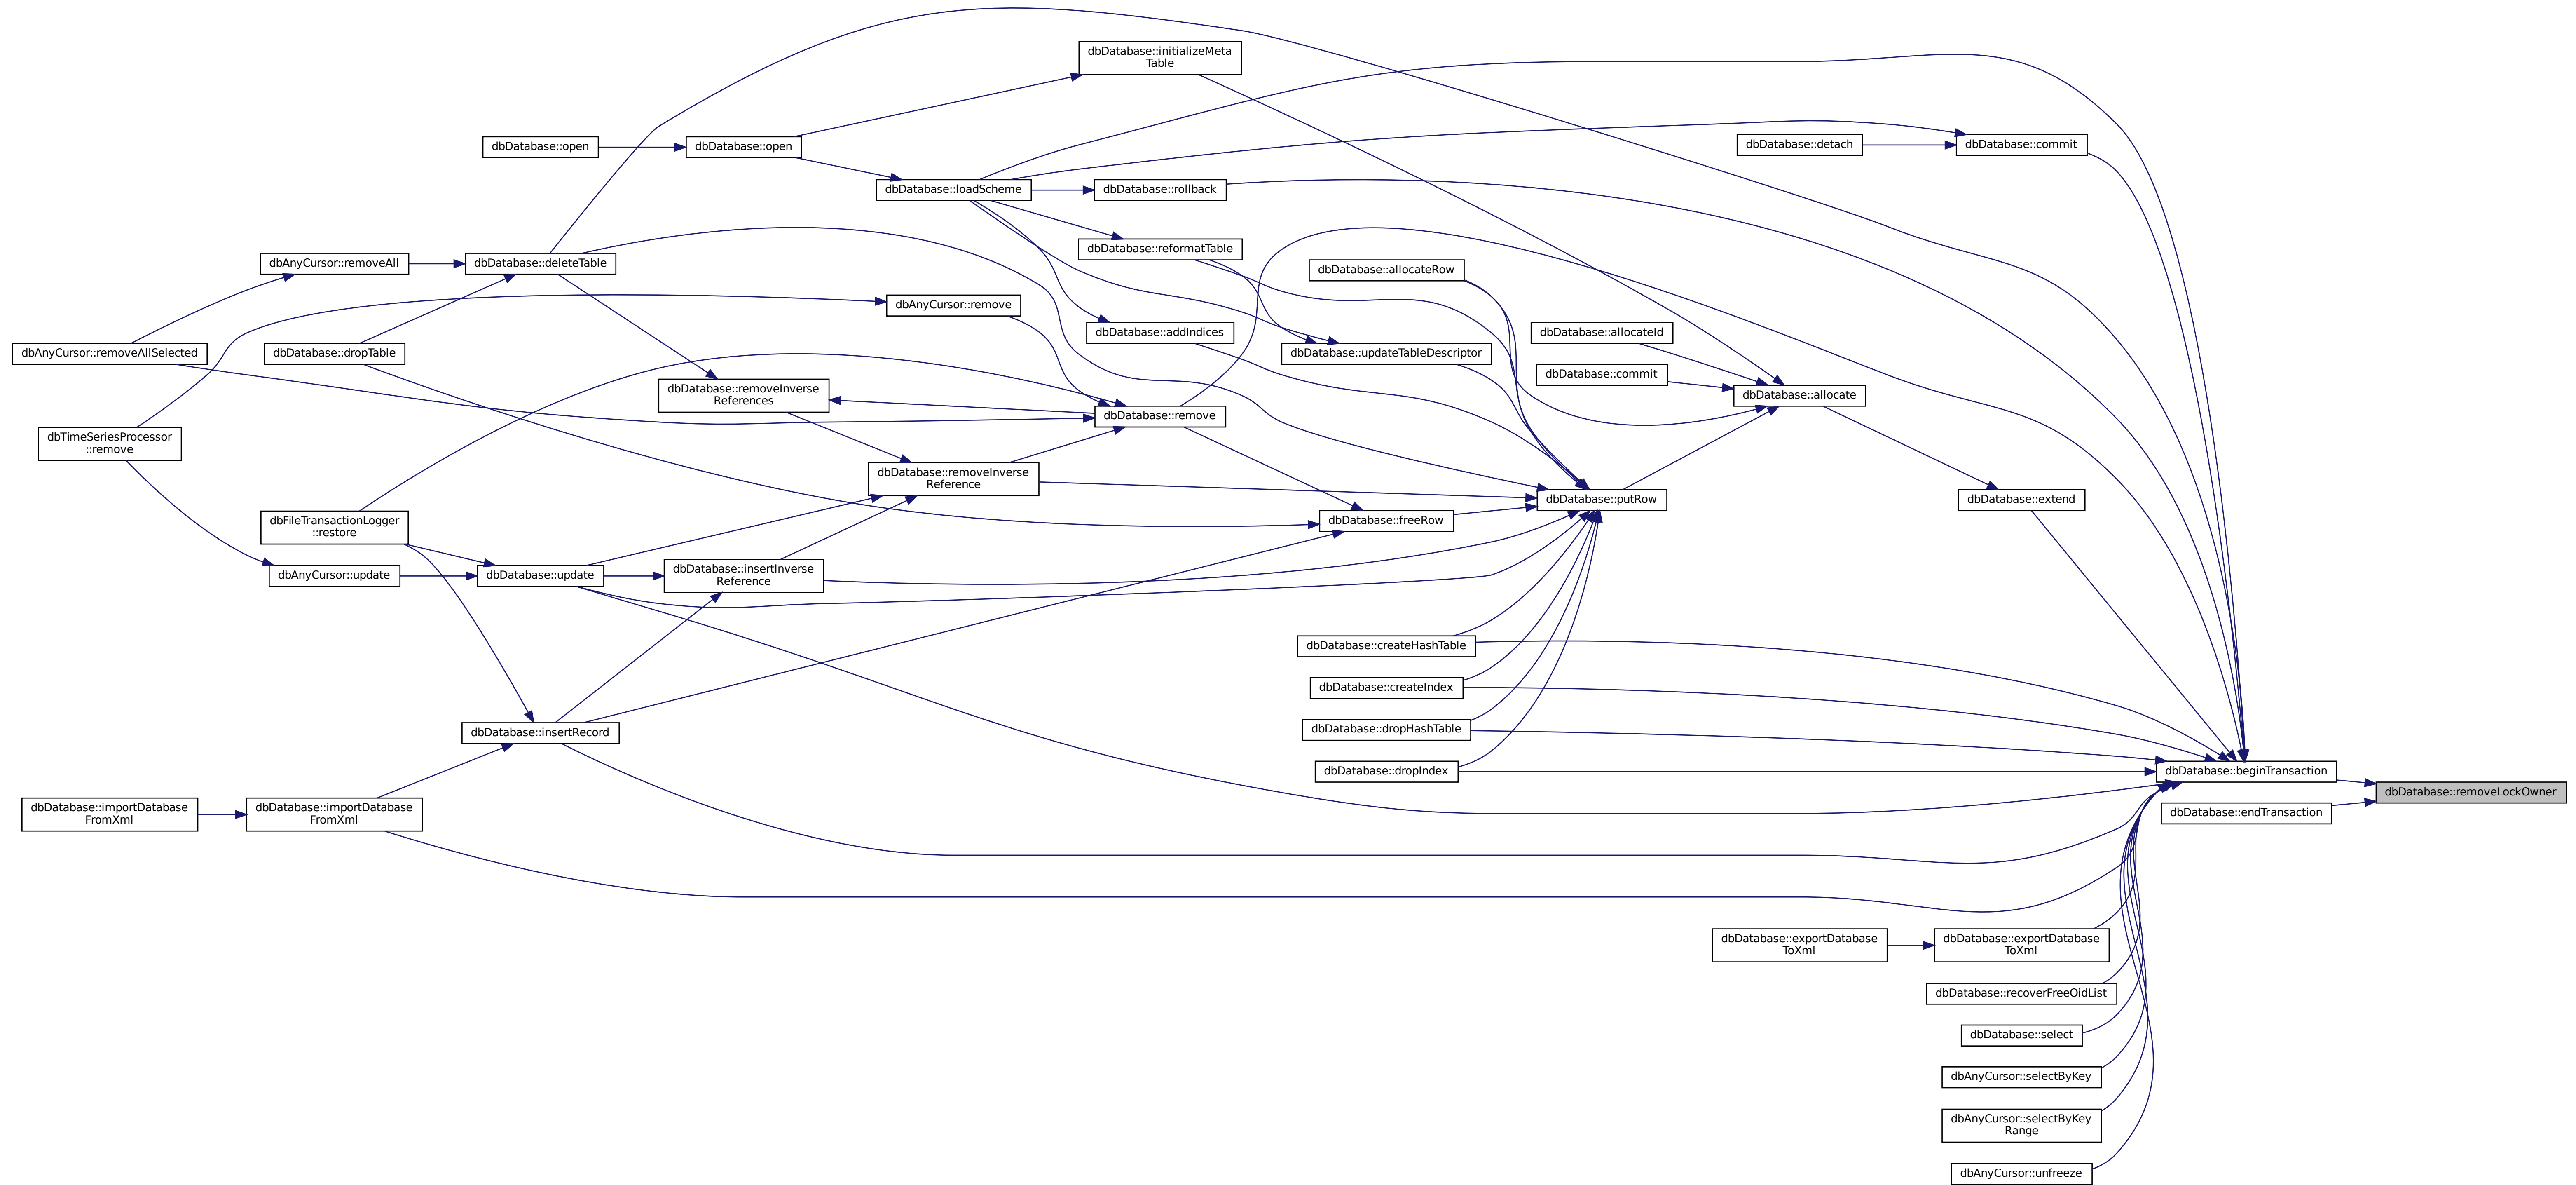 dbDatabase::initializeMeta
Table
dbDatabase::open
dbDatabase::open
dbDatabase::detach
dbDatabase::commit
dbDatabase::loadScheme
dbDatabase::rollback
dbDatabase::reformatTable
dbAnyCursor::removeAll
dbDatabase::deleteTable
dbDatabase::allocateRow
dbAnyCursor::remove
dbDatabase::addIndices
dbDatabase::allocateId
dbAnyCursor::removeAllSelected
dbDatabase::dropTable
dbDatabase::updateTableDescriptor
dbDatabase::commit
dbDatabase::removeInverse
References
dbDatabase::allocate
dbDatabase::remove
dbTimeSeriesProcessor
::remove
dbDatabase::removeInverse
Reference
dbDatabase::putRow
dbDatabase::extend
dbFileTransactionLogger
::restore
dbDatabase::freeRow
dbAnyCursor::update
dbDatabase::update
dbDatabase::insertInverse
Reference
dbDatabase::createHashTable
dbDatabase::createIndex
dbDatabase::insertRecord
dbDatabase::dropHashTable
dbDatabase::dropIndex
dbDatabase::beginTransaction
dbDatabase::removeLockOwner
dbDatabase::importDatabase
FromXml
dbDatabase::importDatabase
FromXml
dbDatabase::endTransaction
dbDatabase::exportDatabase
ToXml
dbDatabase::exportDatabase
ToXml
dbDatabase::recoverFreeOidList
dbDatabase::select
dbAnyCursor::selectByKey
dbAnyCursor::selectByKey
Range
dbAnyCursor::unfreeze